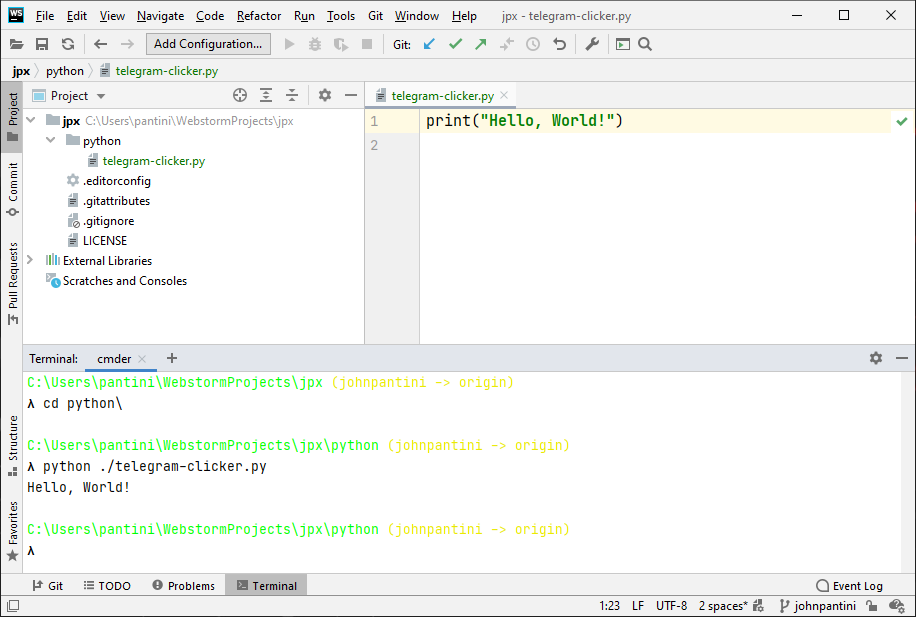 WS File Edit View Navigate Code Refactor Run Tools Git Window Help jpx - telegram-clicker.py
Add Configuration... Git:
jpx python telegram-clicker.py
Project
telegram-clicker.py
Project
Commit
Pull Requests
Structure
Favorites
jpx C:\Users\pantini\WebstormProjects\jpx
python
telegram-clicker.py
.editorconfig
.gitattributes
.gitignore
LICENSE
External Libraries
Scratches and Consoles
1 print("Hello, World!")
2
Terminal: cmder
C:\Users\pantini\WebstormProjects\jpx (johnpantini -> origin)
λ cd python\
C:\Users\pantini\WebstormProjects\jpx\python (johnpantini -> origin)
λ python ./telegram-clicker.py
Hello, World!
C:\Users\pantini\WebstormProjects\jpx\python (johnpantini -> origin)
λ
Git TODO Problems Terminal Event Log
1:23 LF UTF-8 2 spaces* johnpantini